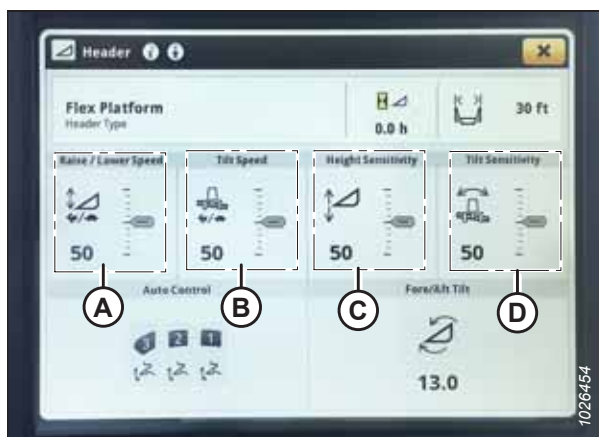 Header
Flex Platform
Header Type
0.0 h
30 ft
Raise / Lower Speed
Tilt Speed
Height Sensitivity
Tilt Sensitivity
50
50
50
50
A
B
C
D
Auto Control
Fore/Aft Tilt
3 2 1
13.0
1026454